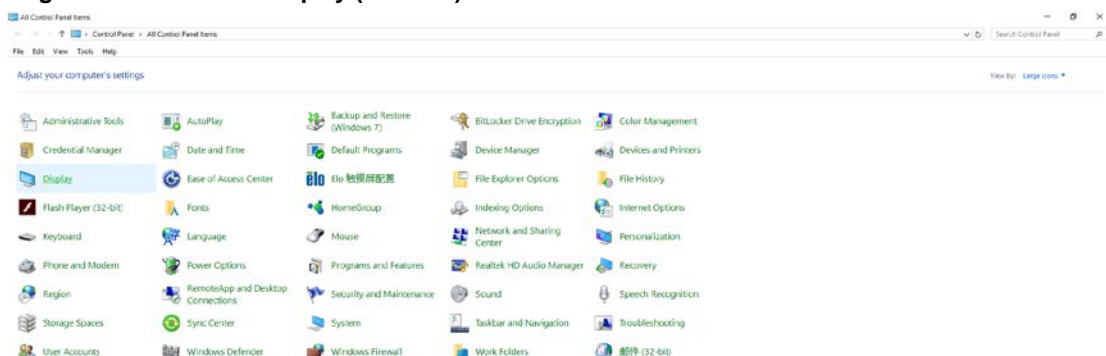 All Control Panel Items
Control Panel > All Control Panel Items
Search Control Panel
File Edit View Tools Help
Adjust your computer's settings
View by: Large icons
Administrative Tools
AutoPlay
Backup and Restore
(Windows 7)
BitLocker Drive Encryption
Color Management
Credential Manager
Date and Time
Default Programs
Device Manager
Devices and Printers
Display
Ease of Access Center
elo
Elo 触摸屏配置
File Explorer Options
File History
Flash Player (32-bit)
Fonts
HomeGroup
Indexing Options
Internet Options
Keyboard
Language
Mouse
Network and Sharing
Center
Personalization
Phone and Modem
Power Options
Programs and Features
Realtek HD Audio Manager
Recovery
Region
RemoteApp and Desktop
Connections
Security and Maintenance
Sound
Speech Recognition
Storage Spaces
Sync Center
System
Taskbar and Navigation
Troubleshooting
User Accounts
Windows Defender
Windows Firewall
Work Folders
邮件 (32-bit)